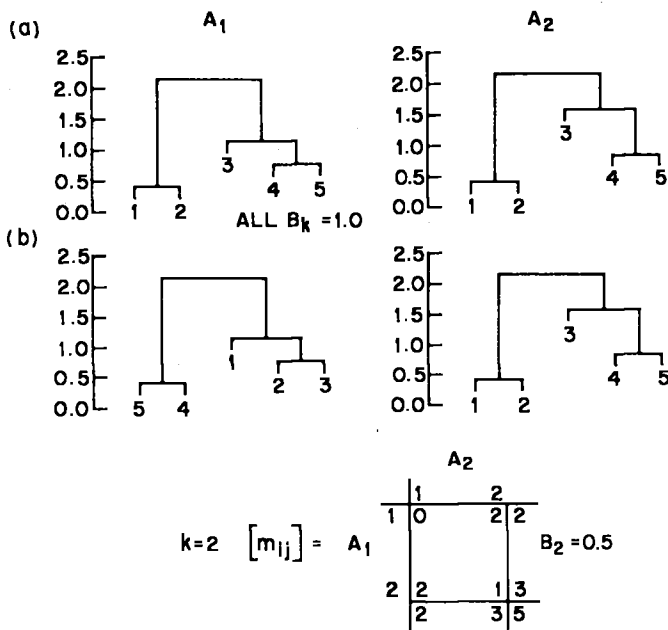 (a) A1 A2
2.5 2.5
2.0 2.0
1.5 1.5
1.0 3 1.0 3
0.5 4 5 0.5 4 5
0.0 1 2 0.0 1 2
ALL Bk = 1.0
(b)
2.5 2.5
2.0 2.0
1.5 1.5
1.0 1 1.0 3
0.5 2 3 0.5 4 5
0.0 5 4 0.0 1 2
A2
1 2
1 0 2 2
k=2 [mij] = A1 B2=0.5
2 2 1 3
2 3 5